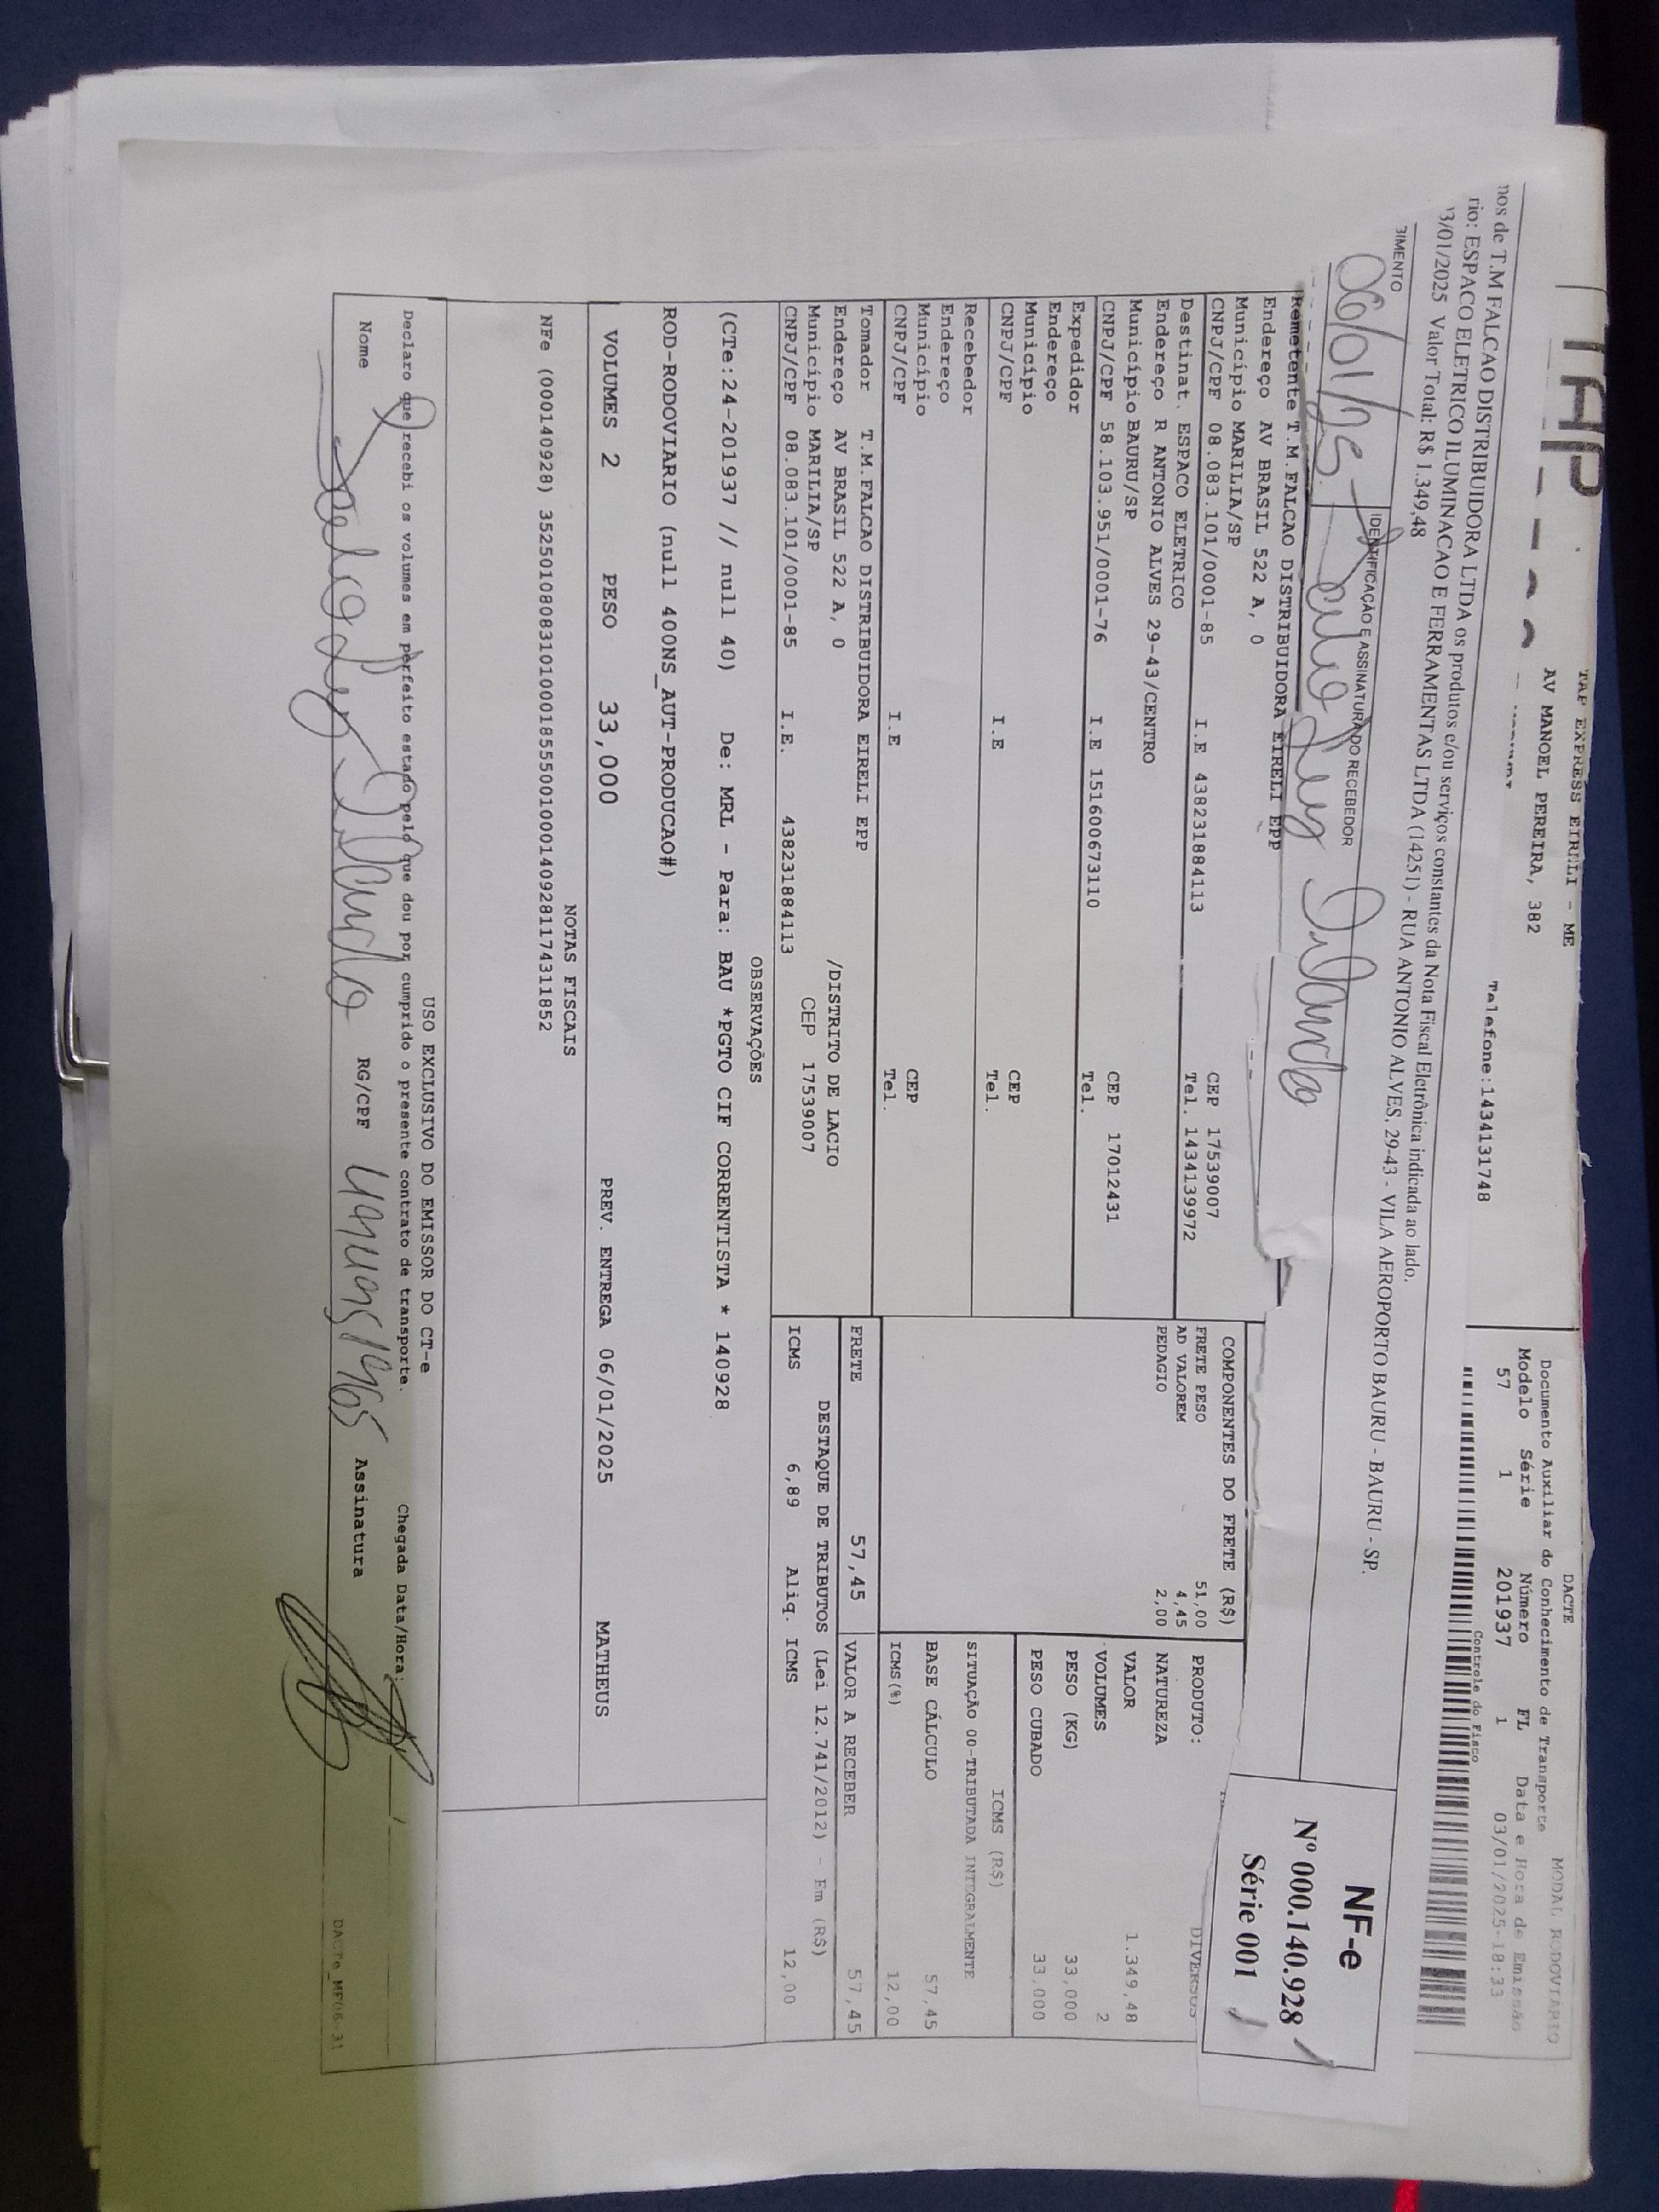 TAP
TAP EXPRESS EIRELI - ME
AV MANOEL PEREIRA, 382
Telefone:1434131748
DACTE
MODAL RODOVIARIO
Documento Auxiliar do Conhecimento de Transporte
Modelo Série Número FL Data e Hora de Emissão
57 1 201937 1 03/01/2025-18:33
Controle do Fisco
nos de T.M FALCAO DISTRIBUIDORA LTDA os produtos e/ou serviços constantes da Nota Fiscal Eletrônica indicada ao lado.
rio: ESPACO ELETRICO ILUMINACAO E FERRAMENTAS LTDA (14251) - RUA ANTONIO ALVES, 29-43 - VILA AEROPORTO BAURU - BAURU - SP.
3/01/2025 Valor Total: R$ 1.349,48
BIMENTO
IDENTIFICAÇÃO E ASSINATURA DO RECEBEDOR
06/01/25
NF-e
Nº 000.140.928
Série 001
Remetente T.M.FALCAO DISTRIBUIDORA EIRELI EPP
Endereço AV BRASIL 522 A, 0
Município MARILIA/SP CEP 17539007
CNPJ/CPF 08.083.101/0001-85 I.E 438231884113 Tel. 1434139972
Destinat. ESPACO ELETRICO
Endereço R ANTONIO ALVES 29-43/CENTRO
Município BAURU/SP CEP 17012431
CNPJ/CPF 58.103.951/0001-76 I.E 151600673110 Tel.
Expedidor
Endereço
Município CEP
CNPJ/CPF I.E Tel.
Recebedor
Endereço
Município CEP
CNPJ/CPF I.E Tel.
Tomador T.M.FALCAO DISTRIBUIDORA EIRELI EPP
Endereço AV BRASIL 522 A, 0 /DISTRITO DE LACIO
Município MARILIA/SP CEP 17539007
CNPJ/CPF 08.083.101/0001-85 I.E. 438231884113
COMPONENTES DO FRETE (R$)
FRETE PESO 51,00
AD VALOREM 4,45
PEDAGIO 2,00
PRODUTO: DIVERSOS
NATUREZA
VALOR 1.349,48
VOLUMES 2
PESO (KG) 33,000
PESO CUBADO 33,000
ICMS (R$)
SITUAÇÃO 00-TRIBUTADA INTEGRALMENTE
BASE CÁLCULO 57,45
ICMS(%) 12,00
FRETE 57,45 VALOR A RECEBER 57,45
DESTAQUE DE TRIBUTOS (Lei 12.741/2012) - Em (R$)
ICMS 6,89 Aliq. ICMS 12,00
OBSERVAÇÕES
(CTe:24-201937 // null 40) De: MRL - Para: BAU *PGTO CIF CORRENTISTA * 140928
ROD-RODOVIARIO (null 400NS_AUT-PRODUCAO#)
VOLUMES 2 PESO 33,000 PREV. ENTREGA 06/01/2025 MATHEUS
NOTAS FISCAIS
NFe (000140928) 35250108083101000185550010001409281174311852
USO EXCLUSIVO DO EMISSOR DO CT-e
Declaro que recebi os volumes em perfeito estado pelo que dou por cumprido o presente contrato de transporte. Chegada Data/Hora:
Nome RG/CPF Assinatura
DACTe_MF06-31